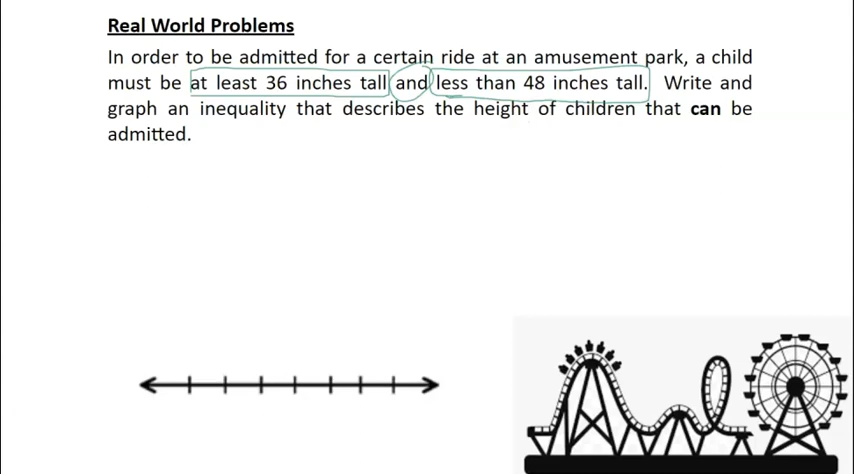 Real World Problems
In order to be admitted for a certain ride at an amusement park, a child
must be at least 36 inches tall and less than 48 inches tall. Write and
graph an inequality that describes the height of children that can be
admitted.